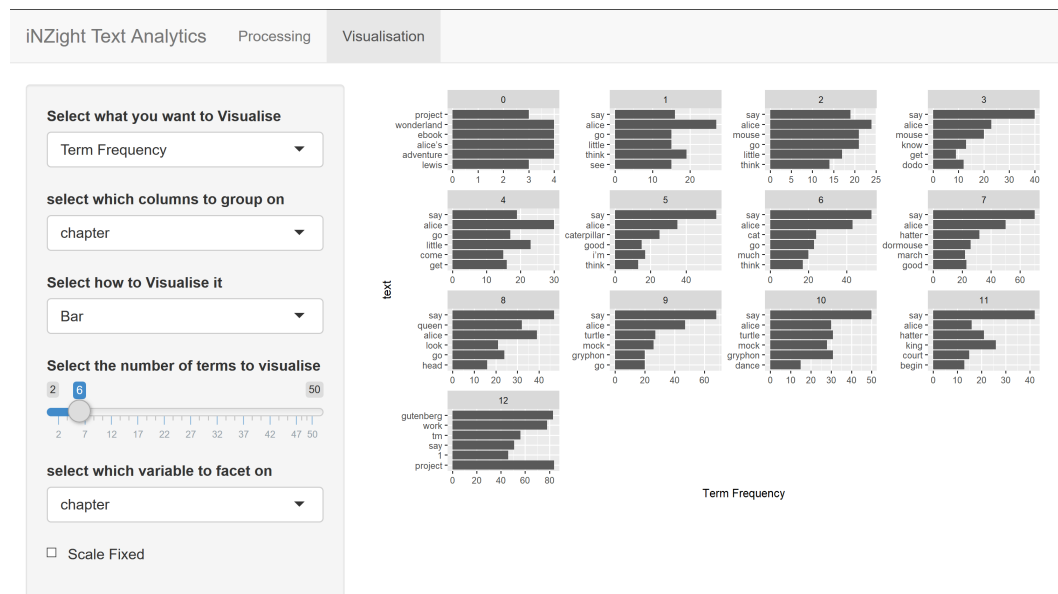 iNZight Text Analytics Processing Visualisation
Select what you want to Visualise
Term Frequency
select which columns to group on
chapter
Select how to Visualise it
Bar
Select the number of terms to visualise
2 6 50
2 7 12 17 22 27 32 37 42 47 50
select which variable to facet on
chapter
Scale Fixed
text
0
project
wonderland
ebook
alice's
adventure
lewis
0 1 2 3 4
1
say
alice
go
little
think
see
0 10 20
2
say
alice
mouse
go
little
think
0 5 10 15 20 25
3
say
alice
mouse
know
get
dodo
0 10 20 30 40
4
say
alice
go
little
come
get
0 10 20 30
5
say
alice
caterpillar
good
i'm
think
0 20 40
6
say
alice
cat
go
much
think
0 20 40
7
say
alice
hatter
dormouse
march
good
0 20 40 60
8
say
queen
alice
look
go
head
0 10 20 30 40
9
say
alice
turtle
mock
gryphon
go
0 20 40 60
10
say
alice
turtle
mock
gryphon
dance
0 10 20 30 40 50
11
say
alice
hatter
king
court
begin
0 10 20 30 40
12
gutenberg
work
tm
say
1
project
0 20 40 60 80
Term Frequency